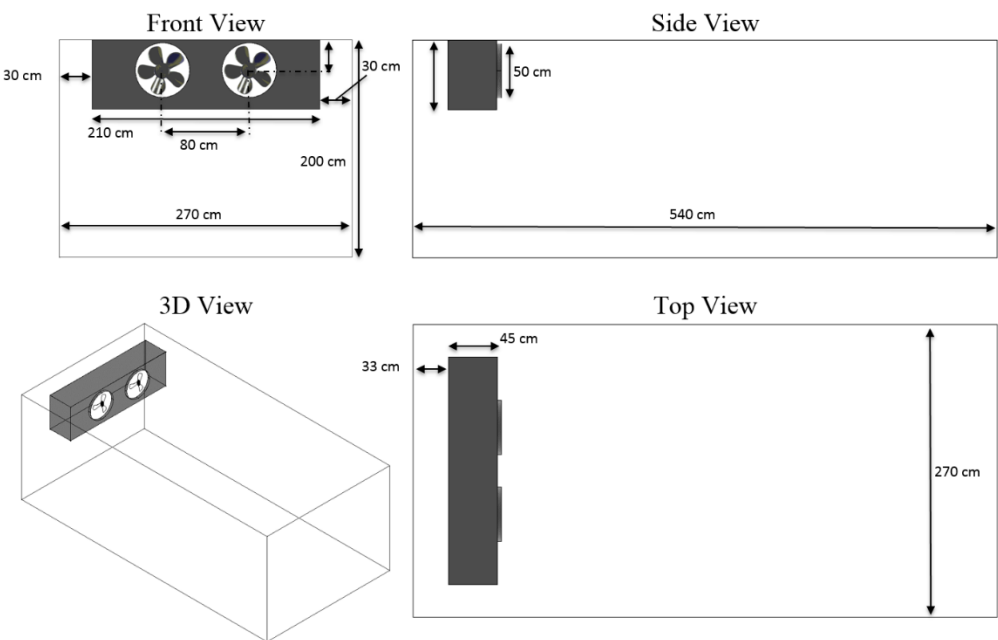 Front View
Side View
30 cm
30 cm
50 cm
210 cm
80 cm
200 cm
270 cm
540 cm
3D View
Top View
45 cm
33 cm
270 cm